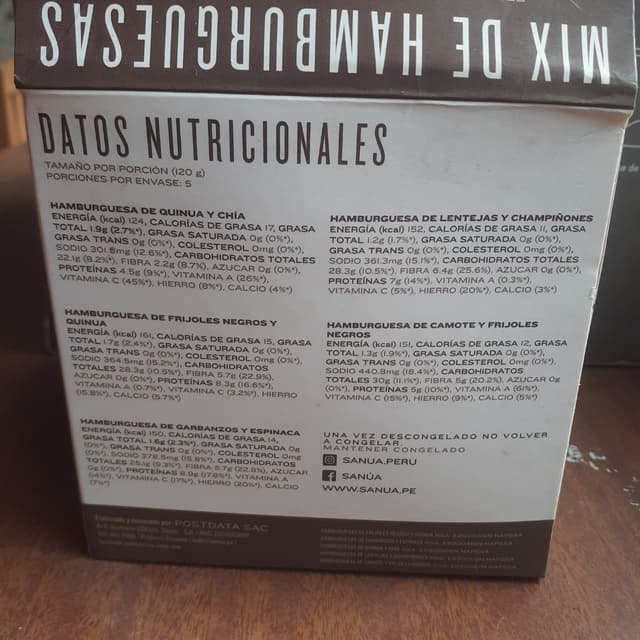 MIX DE HAMBURGUESAS
DATOS NUTRICIONALES
TAMAÑO POR PORCIÓN (120 g)
PORCIONES POR ENVASE: 5
HAMBURGUESA DE QUINUA Y CHÍA
ENERGÍA (kcal) 124, CALORÍAS DE GRASA 17, GRASA
TOTAL 1.9g (2.7%*), GRASA SATURADA 0g (0%*),
GRASA TRANS 0g (0%*), COLESTEROL 0mg (0%*),
SODIO 301.8mg (12.6%*), CARBOHIDRATOS TOTALES
22.1g (8.2%*), FIBRA 2.2g (8.7%), AZUCAR 0g (0%*),
PROTEÍNAS 4.5g (9%*), VITAMINA A (26%*),
VITAMINA C (45%*), HIERRO (8%*), CALCIO (4%*)
HAMBURGUESA DE FRIJOLES NEGROS Y
QUINUA
ENERGÍA (kcal) 161, CALORÍAS DE GRASA 15, GRASA
TOTAL 1.7g (2.4%*), GRASA SATURADA 0g (0%*),
GRASA TRANS 0g (0%*), COLESTEROL 0mg (0%*),
SODIO 364.5mg (15.2%*), CARBOHIDRATOS
TOTALES 28.3g (10.5%*), FIBRA 5.7g (22.9%),
AZUCAR 0g (0%*), PROTEÍNAS 8.3g (16.6%*),
VITAMINA A (0.7%*), VITAMINA C (3.2%*), HIERRO
(15.8%*), CALCIO (5.7%*)
HAMBURGUESA DE GARBANZOS Y ESPINACA
ENERGÍA (kcal) 150, CALORÍAS DE GRASA 14,
GRASA TOTAL 1.6g (2.3%*), GRASA SATURADA 0g
(0%*), GRASA TRANS 0g (0%*), COLESTEROL 0mg
(0%*), SODIO 378.5mg (15.8%*), CARBOHIDRATOS
TOTALES 25.1g (9.3%*), FIBRA 5.7g (22.8%), AZUCAR
0g (0%*), PROTEÍNAS 8.9g (17.8%*), VITAMINA A
(14%*), VITAMINA C (17%*), HIERRO (20%*), CALCIO
(7%*)
HAMBURGUESA DE LENTEJAS Y CHAMPIÑONES
ENERGÍA (kcal) 152, CALORÍAS DE GRASA 11, GRASA
TOTAL 1.2g (1.7%*), GRASA SATURADA 0g (0%*),
GRASA TRANS 0g (0%*), COLESTEROL 0mg (0%*),
SODIO 361.3mg (15.1%*), CARBOHIDRATOS TOTALES
28.3g (10.5%*), FIBRA 6.4g (25.6%), AZUCAR 0g (0%*),
PROTEÍNAS 7g (14%*), VITAMINA A (0.3%*),
VITAMINA C (5%*), HIERRO (20%*), CALCIO (3%*)
HAMBURGUESA DE CAMOTE Y FRIJOLES
NEGROS
ENERGÍA (kcal) 151, CALORÍAS DE GRASA 12, GRASA
TOTAL 1.3g (1.9%*), GRASA SATURADA 0g (0%*),
GRASA TRANS 0g (0%*), COLESTEROL 0mg (0%*),
SODIO 440.8mg (18.4%*), CARBOHIDRATOS
TOTALES 30g (11.1%*), FIBRA 5g (20.2%), AZUCAR 0g
(0%*), PROTEÍNAS 5g (10%*), VITAMINA A (61%*),
VITAMINA C (15%*), HIERRO (9%*), CALCIO (5%*)
UNA VEZ DESCONGELADO NO VOLVER
A CONGELAR.
MANTENER CONGELADO
SANUA.PERU
SANÚA
WWW.SANUA.PE
POSTDATA SAC